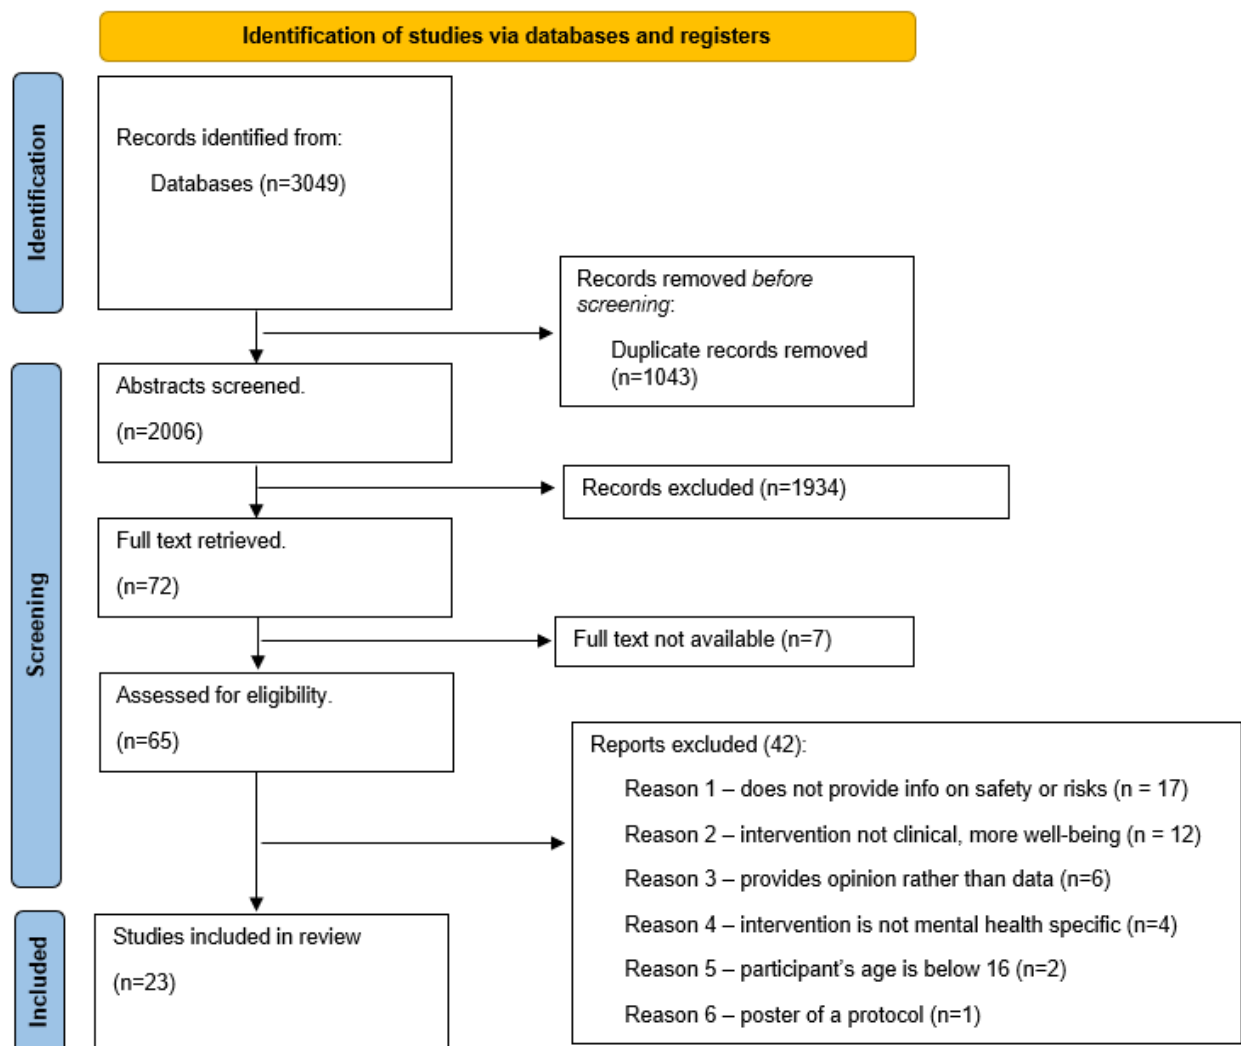 Identification of studies via databases and registers
Identification
Records identified from:
Databases (n=3049)
Records removed before
screening:
Duplicate records removed
(n=1043)
Screening
Abstracts screened.
(n=2006)
Records excluded (n=1934)
Full text retrieved.
(n=72)
Full text not available (n=7)
Assessed for eligibility.
(n=65)
Reports excluded (42):
Reason 1 – does not provide info on safety or risks (n = 17)
Reason 2 – intervention not clinical, more well-being (n = 12)
Reason 3 – provides opinion rather than data (n=6)
Reason 4 – intervention is not mental health specific (n=4)
Reason 5 – participant's age is below 16 (n=2)
Reason 6 – poster of a protocol (n=1)
Included
Studies included in review
(n=23)